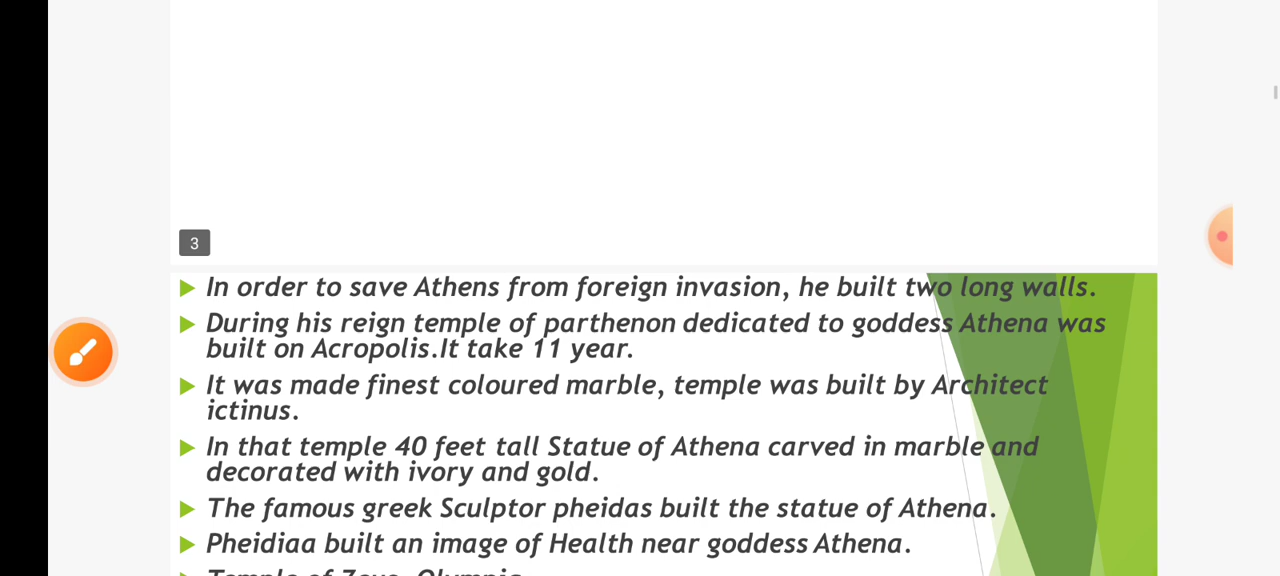 3
In order to save Athens from foreign invasion, he built two long walls.
During his reign temple of parthenon dedicated to goddess Athena was
built on Acropolis.It take 11 year.
It was made finest coloured marble, temple was built by Architect
ictinus.
In that temple 40 feet tall Statue of Athena carved in marble and
decorated with ivory and gold.
The famous greek Sculptor pheidas built the statue of Athena.
Pheidiaa built an image of Health near goddess Athena.
Temple of Zeus, Olympia